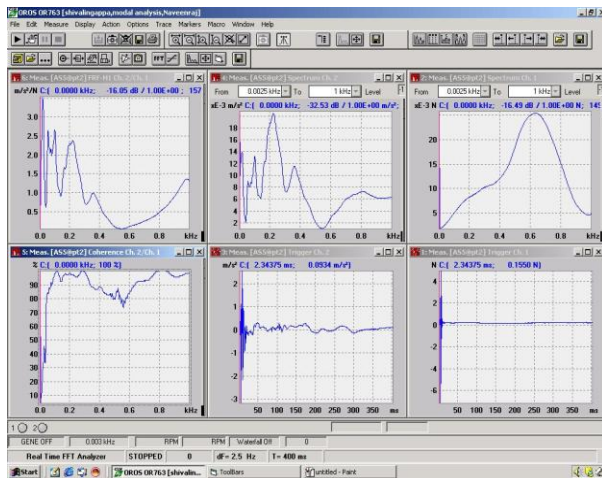 OROS OR763 [shivalingappa,modal analysis,Naveenraj]
File Edit Measure Display Action Options Trace Markers Macro Window Help
6: Meas. [ASS@pt2] FRF-H1 Ch. 2/Ch. 1
m/s²/N C:( 0.0000 kHz; -16.05 dB / 1.00E+00 ; 157
3.0
2.5
2.0
1.5
1.0
0.5
0.0 0.2 0.4 0.6 0.8 kHz
4: Meas. [ASS@pt2] Spectrum Ch. 2
From 0.0025 kHz To 1 kHz Level
xE-3 m/s² C:( 0.0000 kHz; -32.53 dB / 1.00E+00 m/s²;
18
16
14
12
10
8
6
4
2
0.0 0.2 0.4 0.6 0.8 kHz
2: Meas. [ASS@pt2] Spectrum Ch. 1
From 0.0025 kHz To 1 kHz Level
xE-3 N C:( 0.0000 kHz; -16.49 dB / 1.00E+00 N; 149
25
20
15
10
5
0.0 0.2 0.4 0.6 0.8 kHz
5: Meas. [ASS@pt2] Coherence Ch. 2/Ch. 1
% C:( 0.0000 kHz; 100 %)
90
80
70
60
50
40
30
20
10
0.0 0.2 0.4 0.6 0.8 kHz
3: Meas. [ASS@pt2] Trigger Ch. 2
m/s² C:( 2.34375 ms; 0.0934 m/s²)
2
1
0
-1
-2
-3
50 100 150 200 250 300 350 ms
1: Meas. [ASS@pt2] Trigger Ch. 1
N C:( 2.34375 ms; 0.1550 N)
4
2
0
-2
-4
-6
50 100 150 200 250 300 350 ms
1 2
GENE OFF 0.003 kHz RPM RPM Waterfall Off 0
Real Time FFT Analyzer STOPPED 0 dF= 2.5 Hz T= 400 ms
Start OROS OR763 [shivalin... ToolBars untitled - Paint